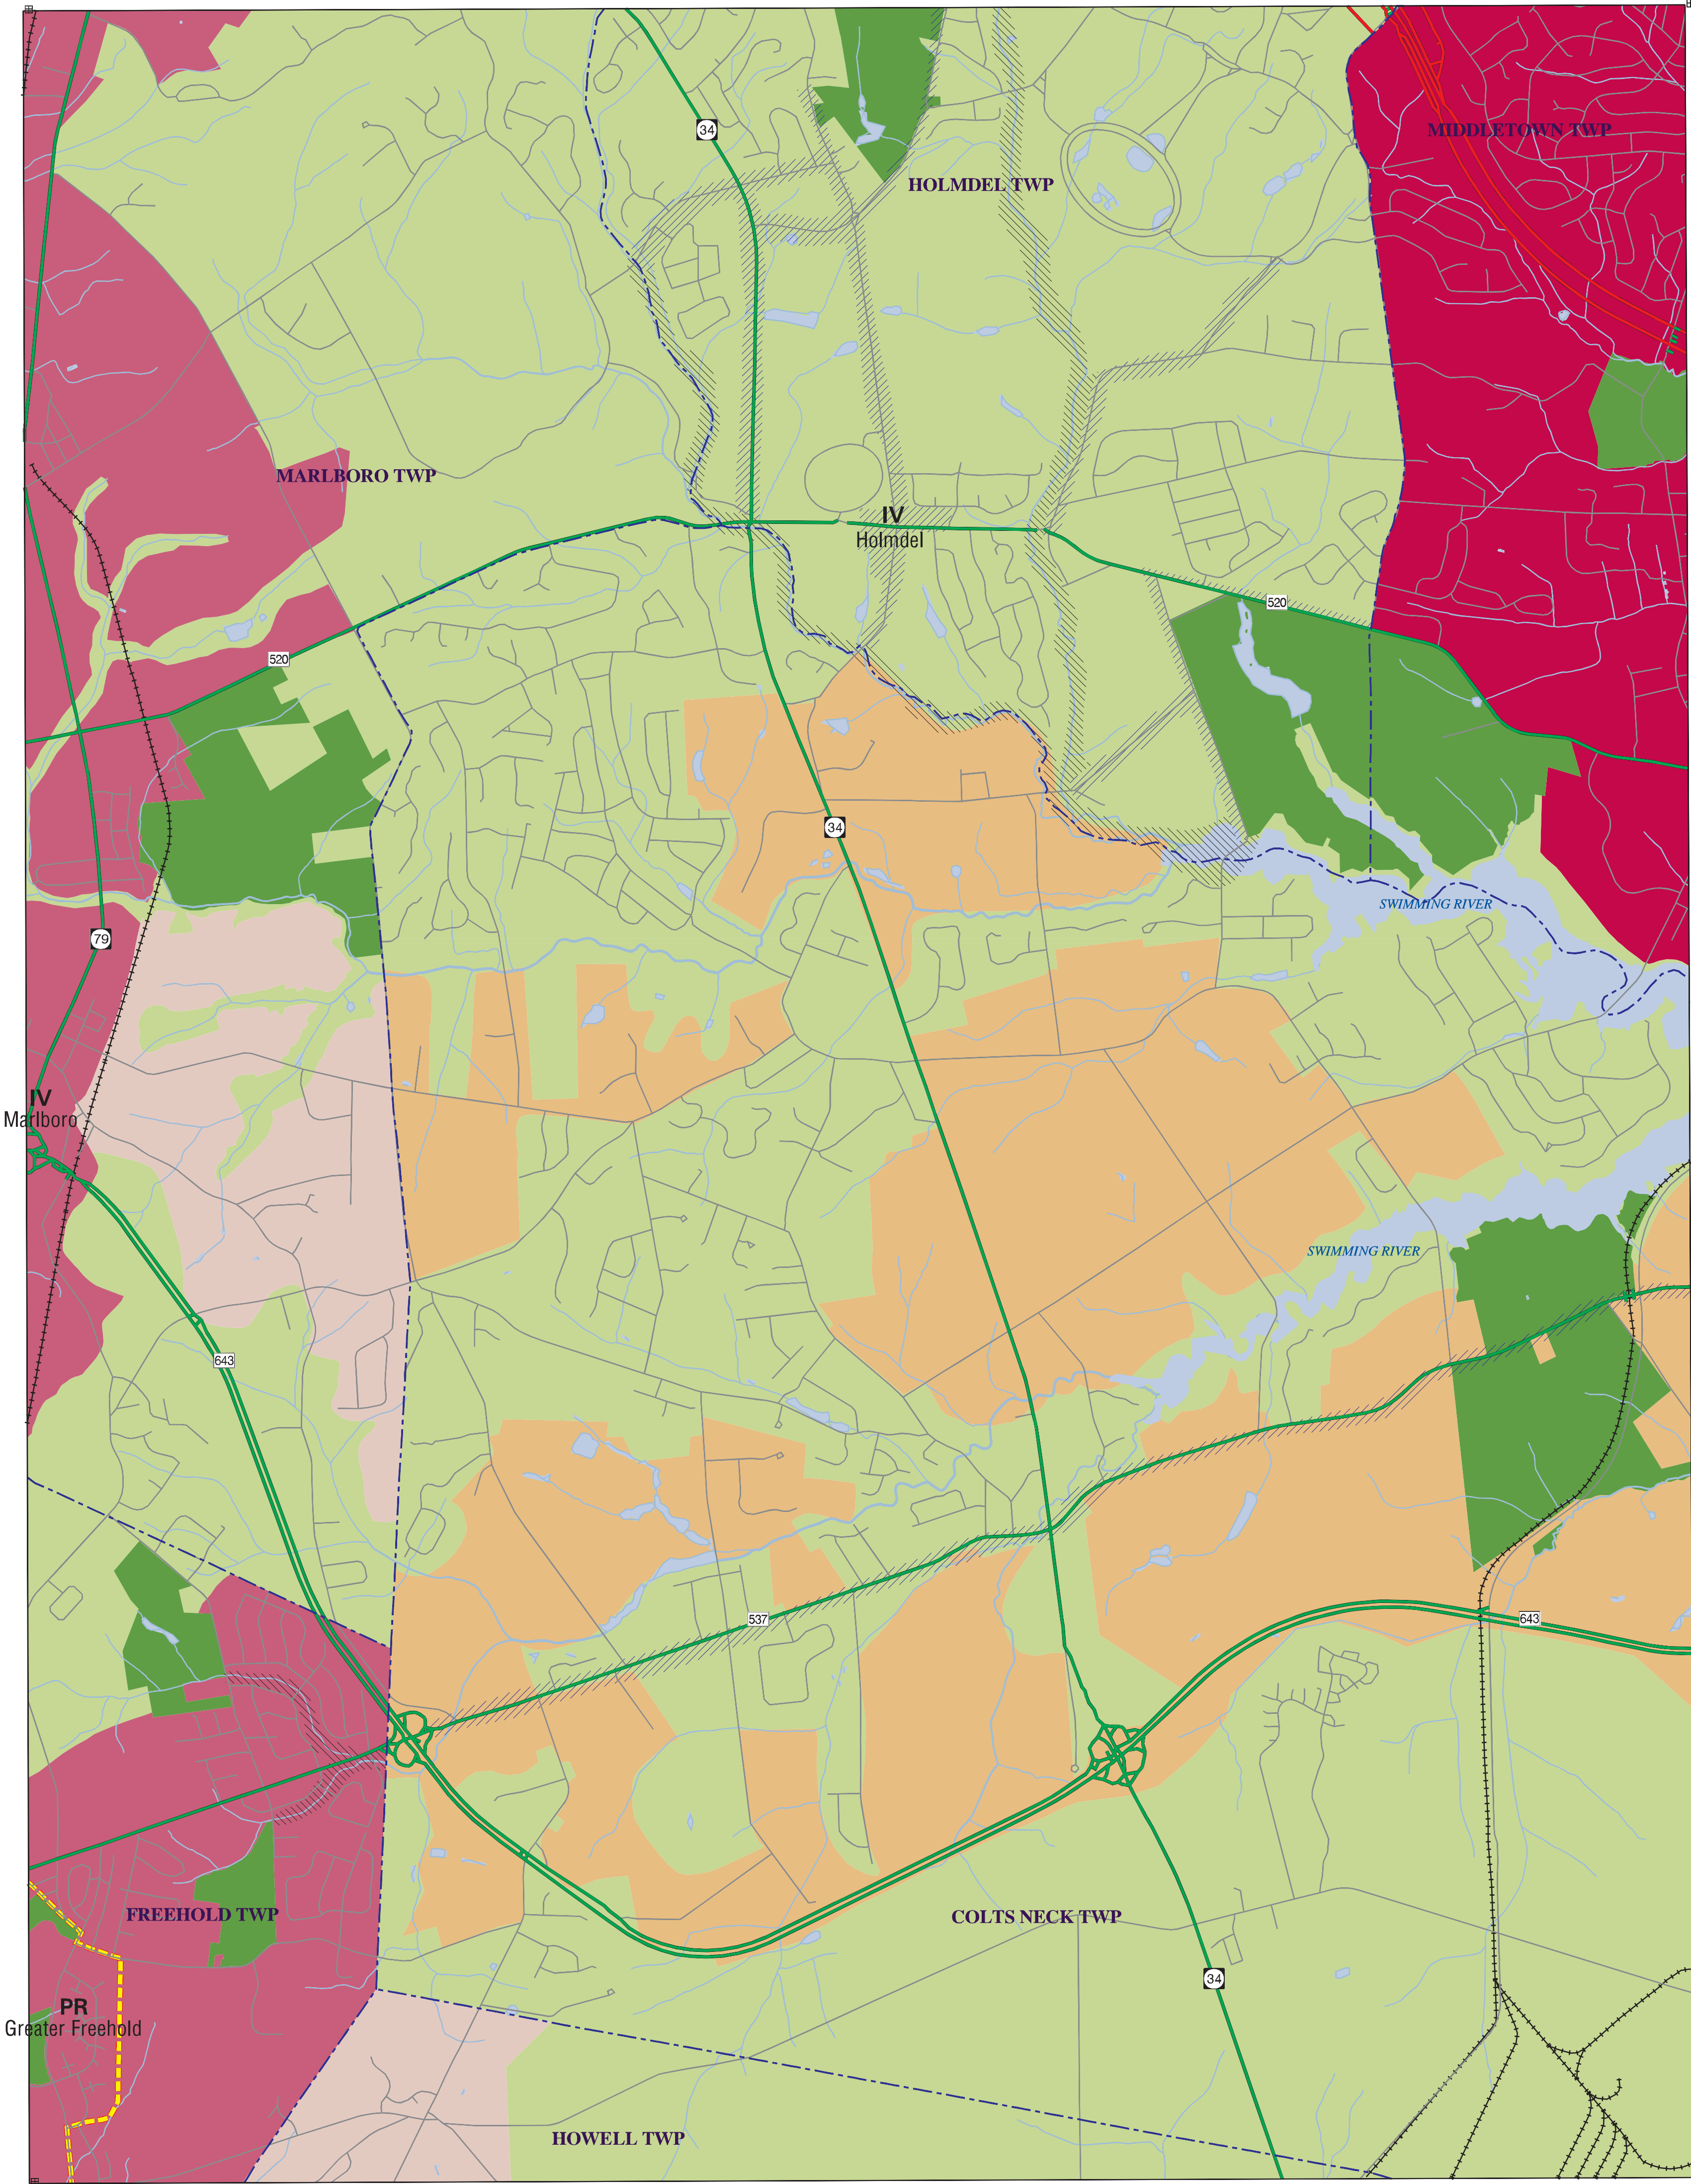 34
MIDDLETOWN TWP
HOLMDEL TWP
MARLBORO TWP
IV
Holmdel
520
520
34
SWIMMING RIVER
79
IV
Marlboro
SWIMMING RIVER
643
537
643
FREEHOLD TWP
COLTS NECK TWP
34
PR
Greater Freehold
HOWELL TWP